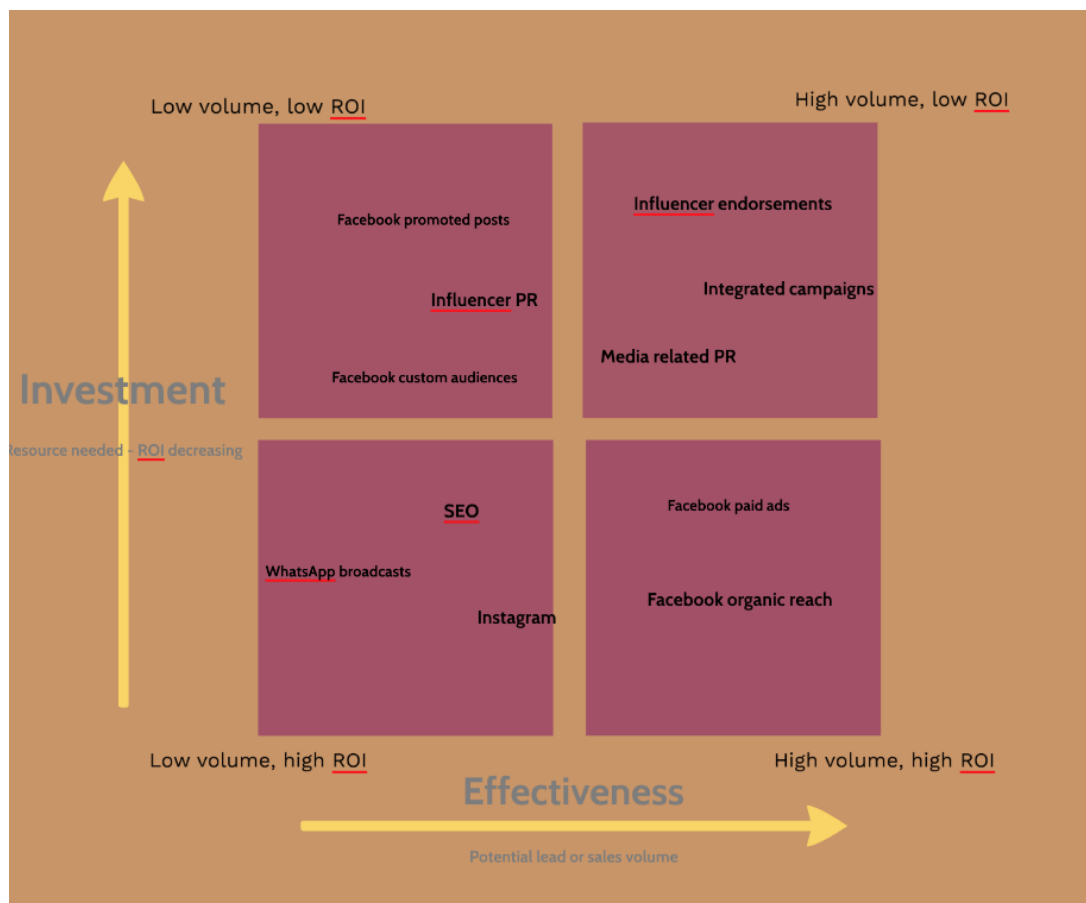 Low volume, low ROI
High volume, low ROI
Facebook promoted posts
Influencer PR
Facebook custom audiences
Influencer endorsements
Integrated campaigns
Media related PR
Investment
Resource needed - ROI decreasing
SEO
WhatsApp broadcasts
Instagram
Facebook paid ads
Facebook organic reach
Low volume, high ROI
High volume, high ROI
Effectiveness
Potential lead or sales volume